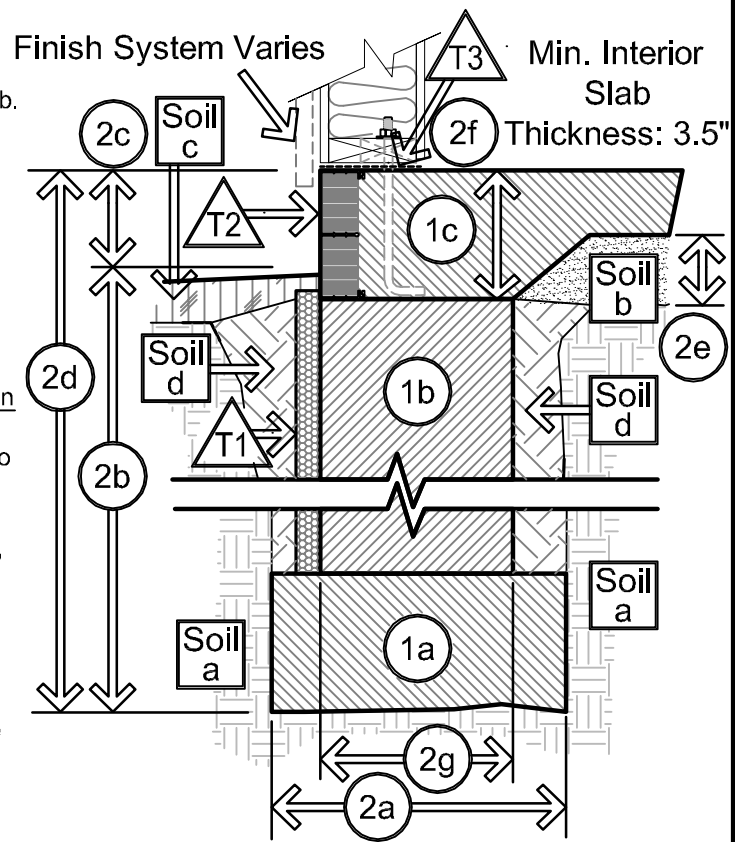 Finish System Varies
T3
Min. Interior
Slab
Thickness: 3.5"
b.
2c
Soil
c
2f
T2
1c
Soil
b
2e
2d
Soil
d
1b
Soil
d
n
o
T1
2b
,
Soil
a
Soil
a
1a
e
2g
2a